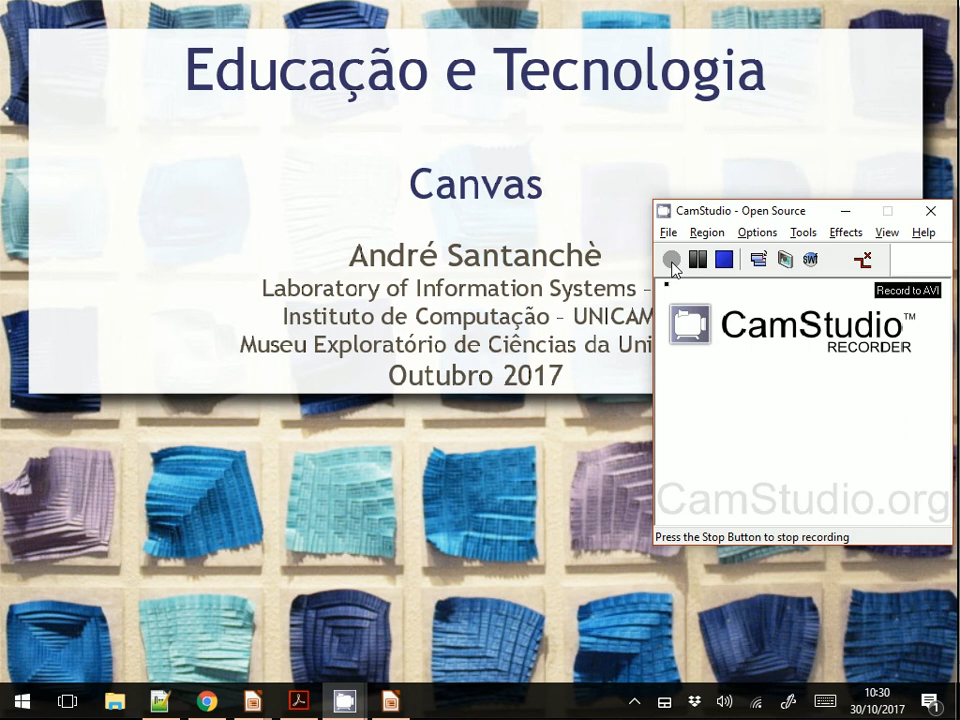 Educação e Tecnologia
Canvas
André Santanchè
Laboratory of Information Systems –
Instituto de Computação – UNICAM
Museu Exploratório de Ciências da Uni
Outubro 2017
CamStudio - Open Source
File Region Options Tools Effects View Help
SWF
Record to AVI
CamStudio™
RECORDER
CamStudio.org
Press the Stop Button to stop recording
10:30
30/10/2017
1